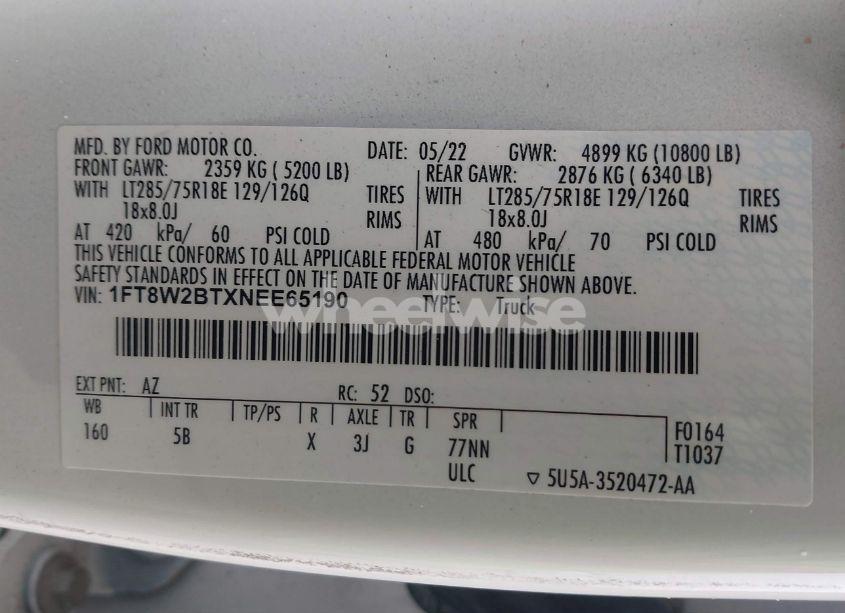 MFD. BY FORD MOTOR CO. DATE: 05/22 GVWR: 4899 KG (10800 LB)
FRONT GAWR: 2359 KG ( 5200 LB) REAR GAWR: 2876 KG ( 6340 LB)
WITH LT285/75R18E 129/126Q TIRES WITH LT285/75R18E 129/126Q TIRES
18x8.0J RIMS 18x8.0J RIMS
AT 420 kPa/ 60 PSI COLD AT 480 kPa/ 70 PSI COLD
THIS VEHICLE CONFORMS TO ALL APPLICABLE FEDERAL MOTOR VEHICLE
SAFETY STANDARDS IN EFFECT ON THE DATE OF MANUFACTURE SHOWN ABOVE.
VIN: 1FT8W2BTXNEE65190 TYPE: Truck
wheelwise
EXT PNT: AZ RC: 52 DSO:
WB INT TR TP/PS R AXLE TR SPR
160 5B X 3J G 77NN
ULC
F0164
T1037
▽ 5U5A-3520472-AA